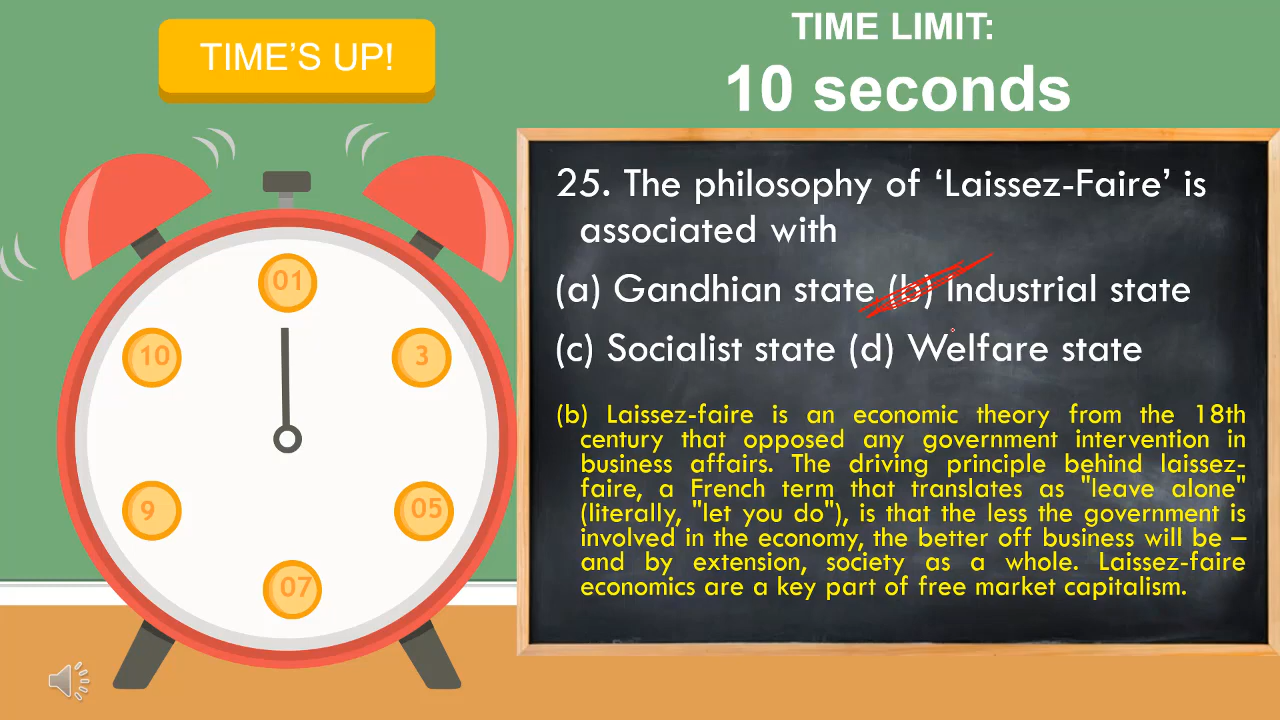 TIME'S UP!
TIME LIMIT:
10 seconds
01
10
3
9
05
07
25. The philosophy of ‘Laissez-Faire’ is
associated with
(a) Gandhian state (b) Industrial state
(c) Socialist state (d) Welfare state
(b) Laissez-faire is an economic theory from the 18th
century that opposed any government intervention in
business affairs. The driving principle behind laissez-
faire, a French term that translates as "leave alone"
(literally, "let you do"), is that the less the government is
involved in the economy, the better off business will be –
and by extension, society as a whole. Laissez-faire
economics are a key part of free market capitalism.